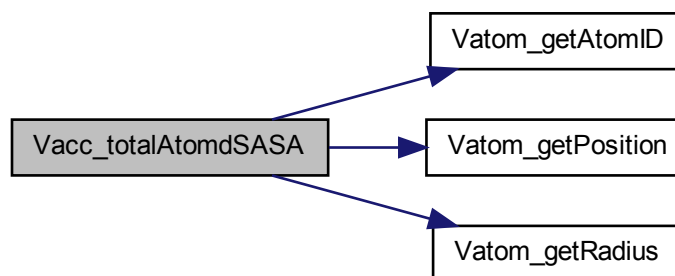 Vatom_getAtomID
Vacc_totalAtomdSASA
Vatom_getPosition
Vatom_getRadius